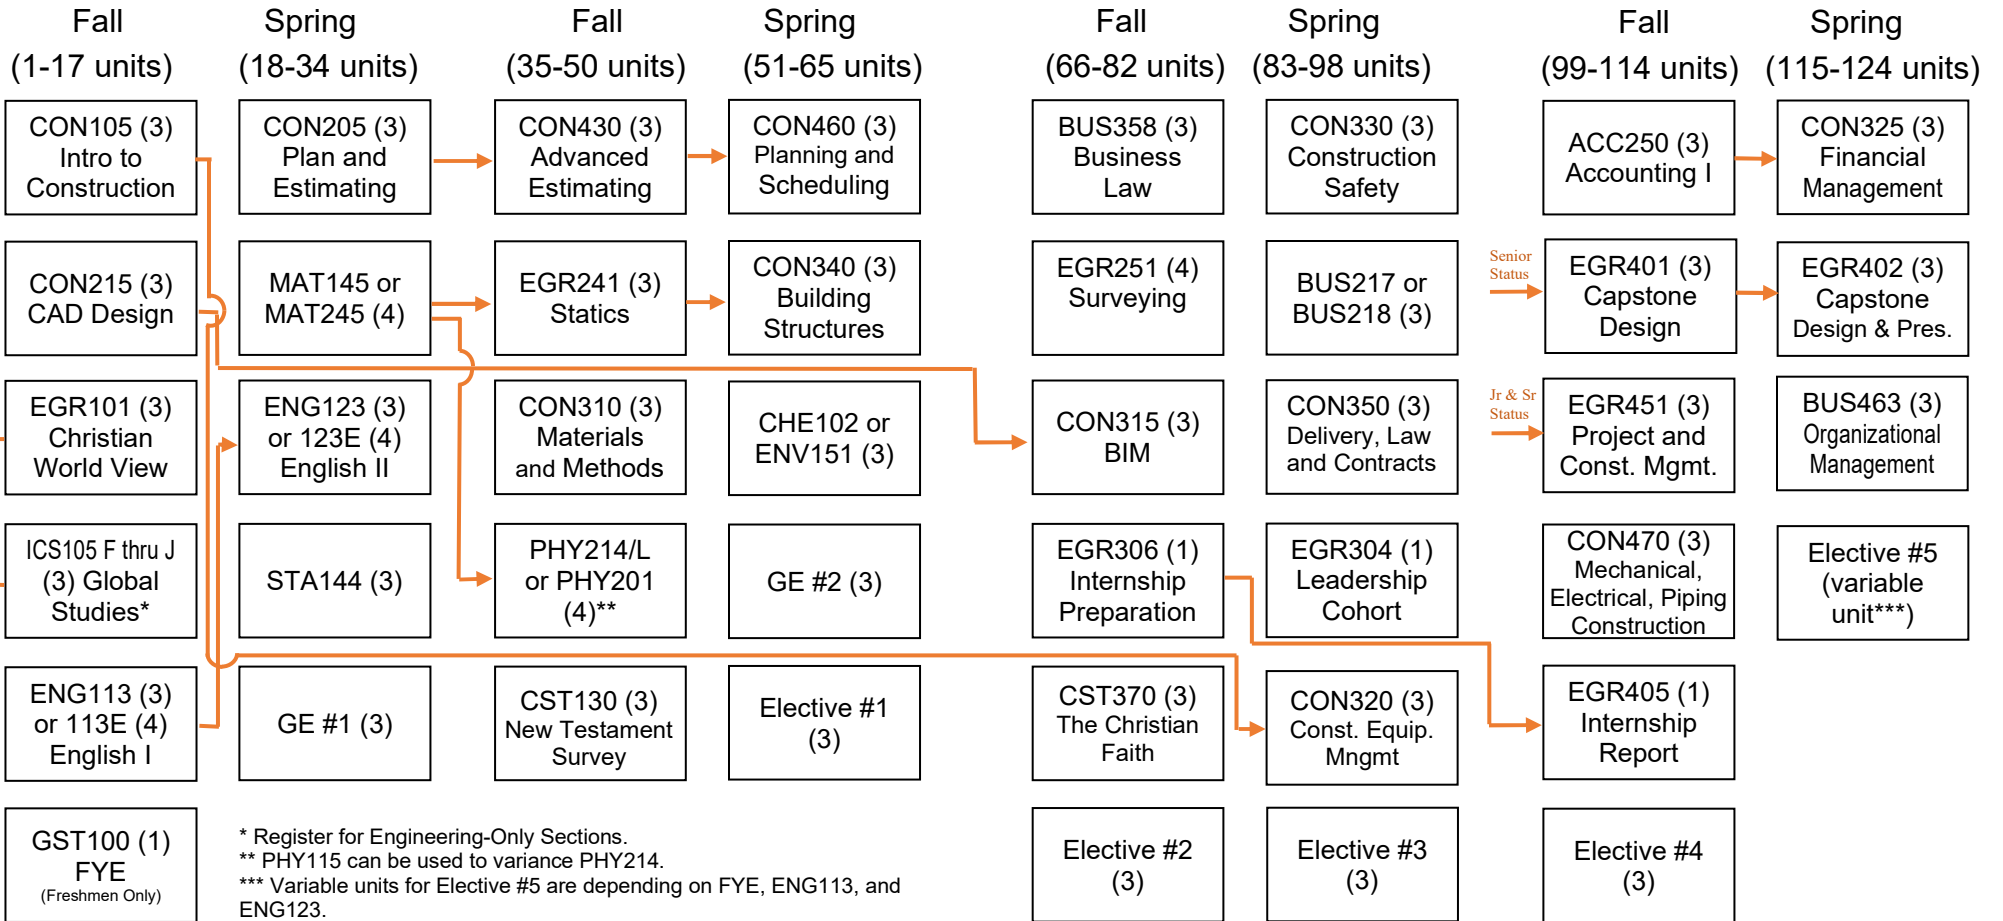 Fall
(1-17 units)
Spring
(18-34 units)
Fall
(35-50 units)
Spring
(51-65 units)
Fall
(66-82 units)
Spring
(83-98 units)
Fall
(99-114 units)
Spring
(115-124 units)
CON105 (3)
Intro to
Construction
CON205 (3)
Plan and
Estimating
CON430 (3)
Advanced
Estimating
CON460 (3)
Planning and
Scheduling
BUS358 (3)
Business
Law
CON330 (3)
Construction
Safety
ACC250 (3)
Accounting I
CON325 (3)
Financial
Management
CON215 (3)
CAD Design
MAT145 or
MAT245 (4)
EGR241 (3)
Statics
CON340 (3)
Building
Structures
EGR251 (4)
Surveying
BUS217 or
BUS218 (3)
Senior
Status
EGR401 (3)
Capstone
Design
EGR402 (3)
Capstone
Design & Pres.
EGR101 (3)
Christian
World View
ENG123 (3)
or 123E (4)
English II
CON310 (3)
Materials
and Methods
CHE102 or
ENV151 (3)
CON315 (3)
BIM
CON350 (3)
Delivery, Law
and Contracts
Jr & Sr
Status
EGR451 (3)
Project and
Const. Mgmt.
BUS463 (3)
Organizational
Management
ICS105 F thru J
(3) Global
Studies*
STA144 (3)
PHY214/L
or PHY201
(4)**
GE #2 (3)
EGR306 (1)
Internship
Preparation
EGR304 (1)
Leadership
Cohort
CON470 (3)
Mechanical,
Electrical, Piping
Construction
Elective #5
(variable
unit***)
ENG113 (3)
or 113E (4)
English I
GE #1 (3)
CST130 (3)
New Testament
Survey
Elective #1
(3)
CST370 (3)
The Christian
Faith
CON320 (3)
Const. Equip.
Mngmt
EGR405 (1)
Internship
Report
GST100 (1)
FYE
(Freshmen Only)
* Register for Engineering-Only Sections.
** PHY115 can be used to variance PHY214.
*** Variable units for Elective #5 are depending on FYE, ENG113, and
ENG123.
Elective #2
(3)
Elective #3
(3)
Elective #4
(3)